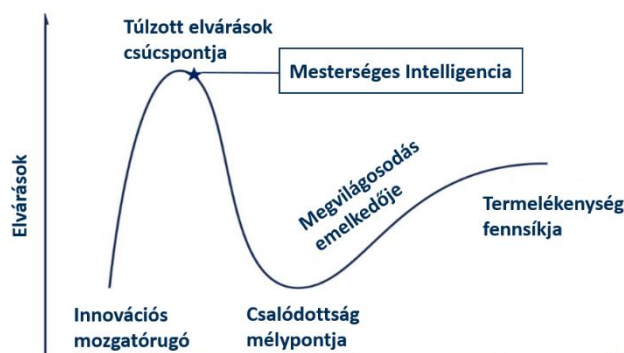 Túlzott elvárások
csúcspontja
Mesterséges Intelligencia
Elvárások
Megvilágosodás
emelkedője
Termelékenység
fennsíkja
Innovációs
mozgatórugó
Csalódottság
mélypontja